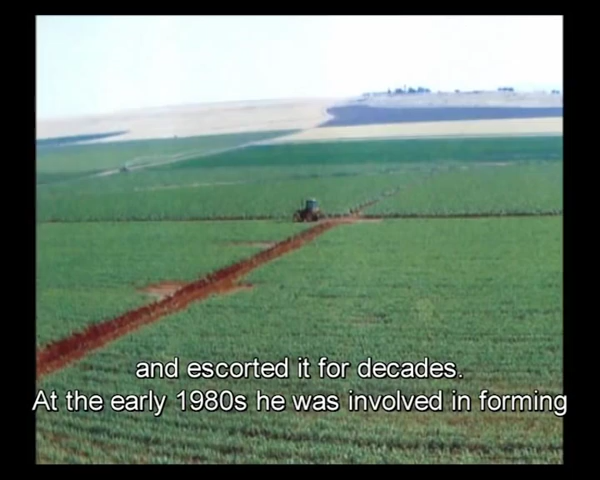 and escorted it for decades.
At the early 1980s he was involved in forming